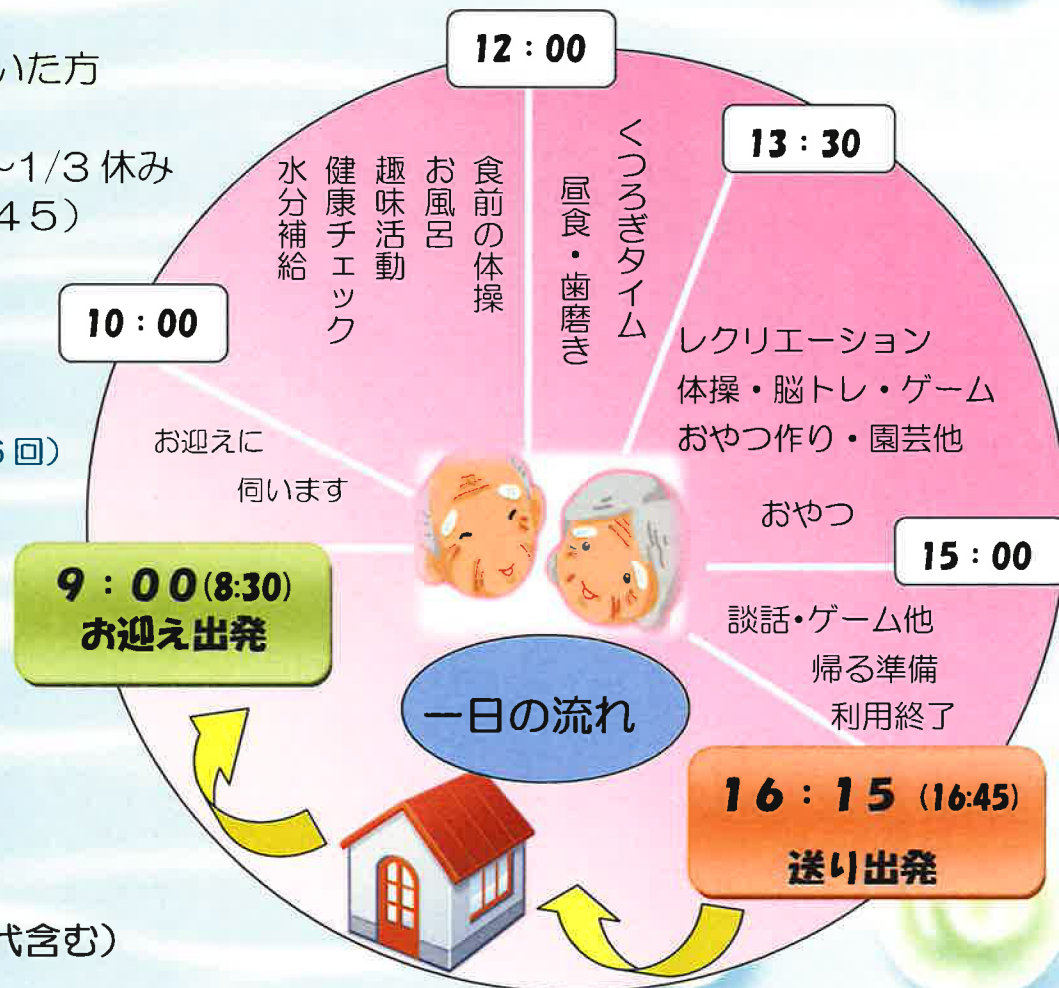 いた方
～1/3休み
45）
6回）
代含む）
12：00
13：30
10：00
水分補給
健康チェック
趣味活動
お風呂
食前の体操
昼食・歯磨き
くつろぎタイム
レクリエーション
体操・脳トレ・ゲーム
おやつ作り・園芸他
おやつ
15：00
談話・ゲーム他
帰る準備
利用終了
16：15（16:45）
送り出発
お迎えに
伺います
9：00(8:30)
お迎え出発
一日の流れ